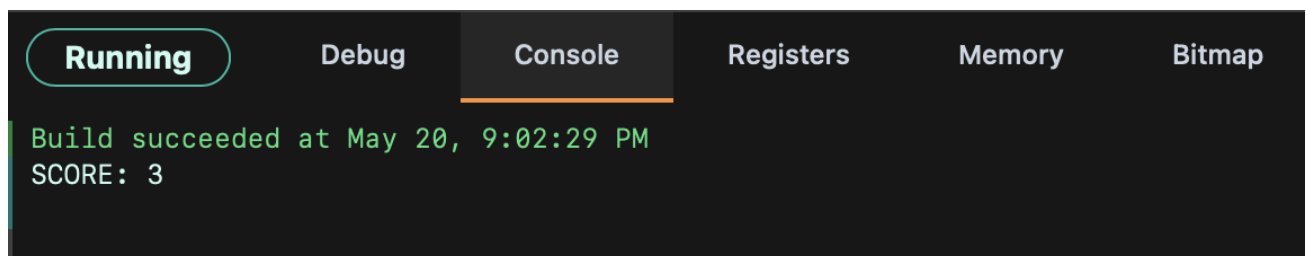 Running Debug Console Registers Memory Bitmap
Build succeeded at May 20, 9:02:29 PM
SCORE: 3